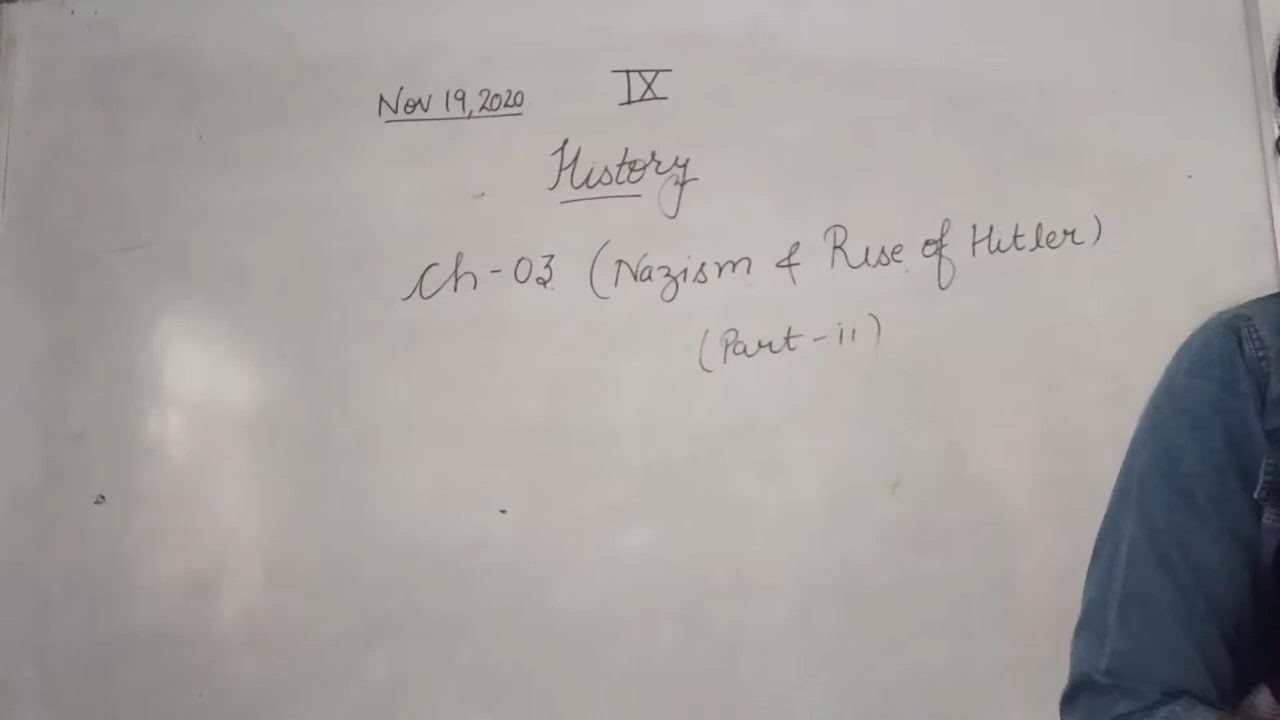 Nov 19, 2020 IX
History
Ch-03 (Nazism & Rise of Hitler)
(Part-ii)